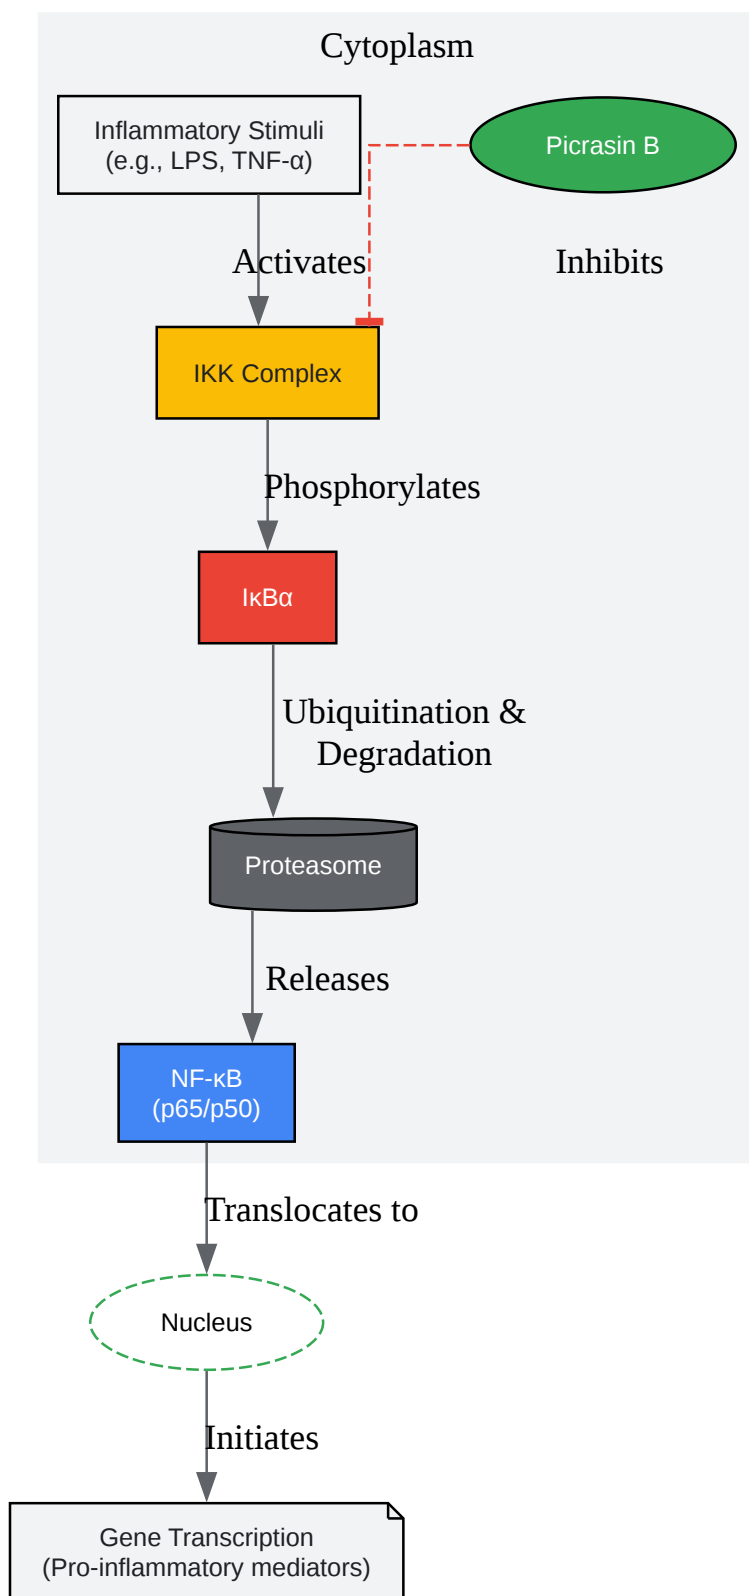 Cytoplasm
Inflammatory Stimuli
(e.g., LPS, TNF-α)
Picrasin B
Activates
Inhibits
IKK Complex
Phosphorylates
IκBα
Ubiquitination &
Degradation
Proteasome
Releases
NF-κB
(p65/p50)
Translocates to
Nucleus
Initiates
Gene Transcription
(Pro-inflammatory mediators)